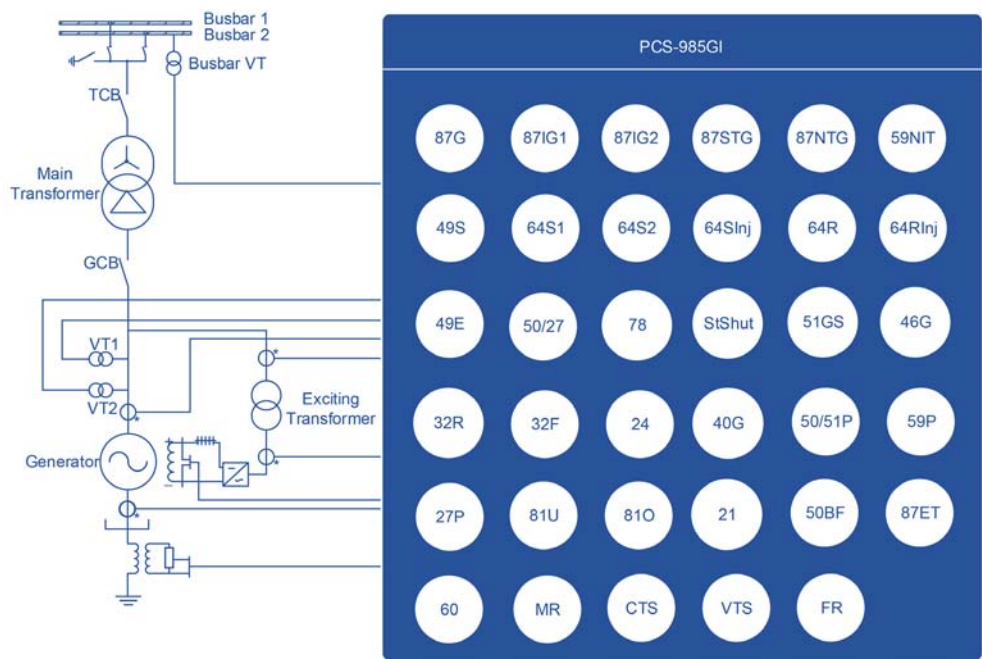 Busbar 1
Busbar 2
Busbar VT
TCB
Main
Transformer
GCB
VT1
VT2
Exciting
Transformer
Generator
PCS-985GI
87G 87IG1 87IG2 87STG 87NTG 59NIT
49S 64S1 64S2 64SInj 64R 64RInj
49E 50/27 78 StShut 51GS 46G
32R 32F 24 40G 50/51P 59P
27P 81U 81O 21 50BF 87ET
60 MR CTS VTS FR